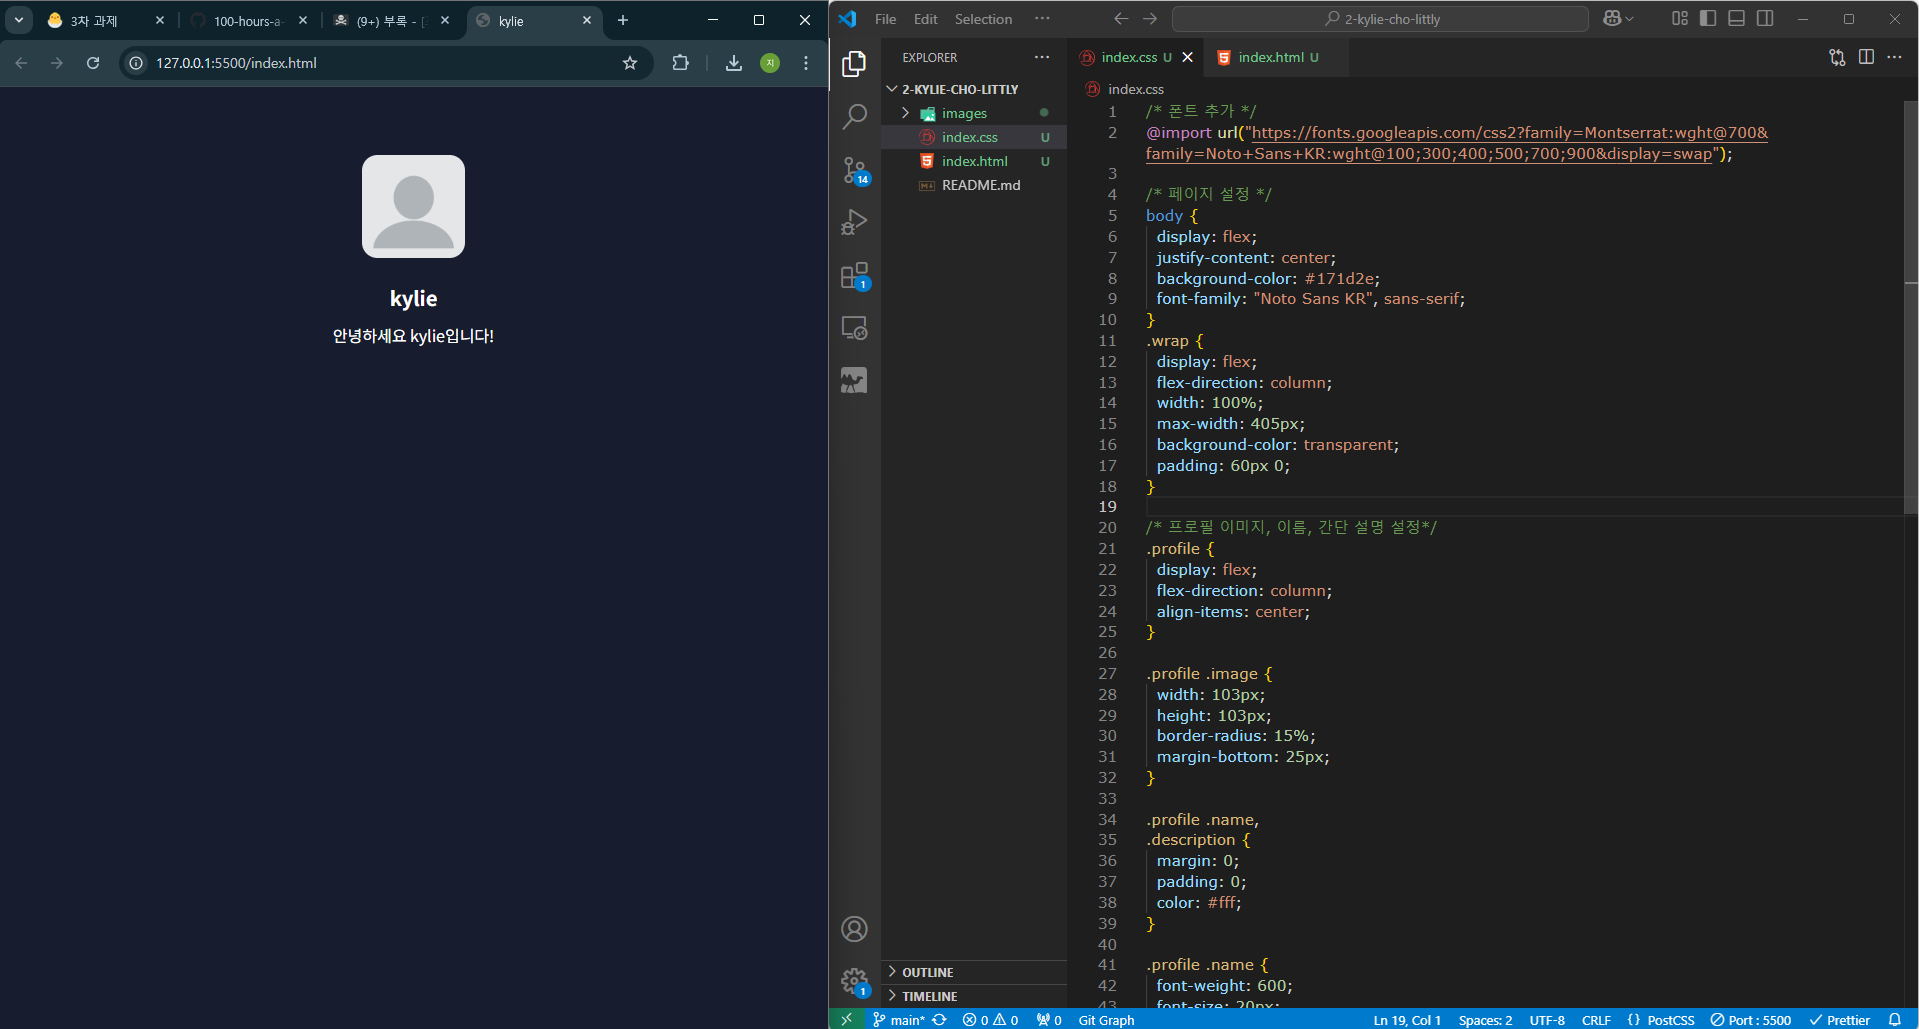 3차 과제
100-hours-a-
(9+) 부록 - [
kylie
127.0.0.1:5500/index.html
지
kylie
안녕하세요 kylie입니다!
File Edit Selection
2-kylie-cho-littly
EXPLORER
2-KYLIE-CHO-LITTLY
images
index.css U
index.html U
README.md
14
1
1
OUTLINE
TIMELINE
index.css U
index.html U
index.css
1 /* 폰트 추가 */
2 @import url("https://fonts.googleapis.com/css2?family=Montserrat:wght@700&
family=Noto+Sans+KR:wght@100;300;400;500;700;900&display=swap");
3
4 /* 페이지 설정 */
5 body {
6 display: flex;
7 justify-content: center;
8 background-color: #171d2e;
9 font-family: "Noto Sans KR", sans-serif;
10 }
11 .wrap {
12 display: flex;
13 flex-direction: column;
14 width: 100%;
15 max-width: 405px;
16 background-color: transparent;
17 padding: 60px 0;
18 }
19
20 /* 프로필 이미지, 이름, 간단 설명 설정*/
21 .profile {
22 display: flex;
23 flex-direction: column;
24 align-items: center;
25 }
26
27 .profile .image {
28 width: 103px;
29 height: 103px;
30 border-radius: 15%;
31 margin-bottom: 25px;
32 }
33
34 .profile .name,
35 .description {
36 margin: 0;
37 padding: 0;
38 color: #fff;
39 }
40
41 .profile .name {
42 font-weight: 600;
43 font-size: 20px;
main* 0 0 0 Git Graph
Ln 19, Col 1 Spaces: 2 UTF-8 CRLF {} PostCSS Port : 5500 Prettier